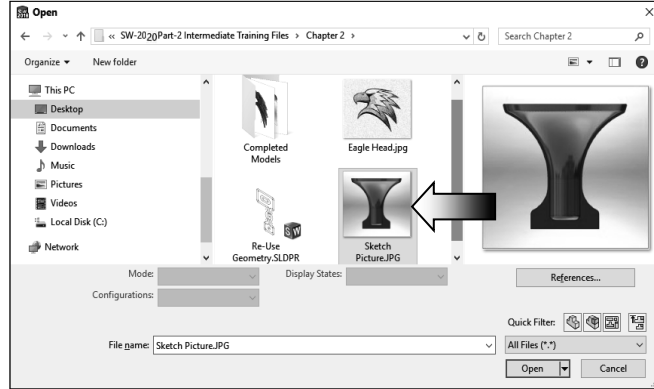 Open
« SW-2020Part-2 Intermediate Training Files > Chapter 2 >
Search Chapter 2
Organize
New folder
This PC
Desktop
Documents
Downloads
Music
Pictures
Videos
Local Disk (C:)
Network
Completed
Models
Eagle Head.jpg
Re-Use
Geometry.SLDPR
Sketch
Picture.JPG
Mode:
Display States:
Configurations:
References...
Quick Filter:
File name:
Sketch Picture.JPG
All Files (*.*)
Open
Cancel